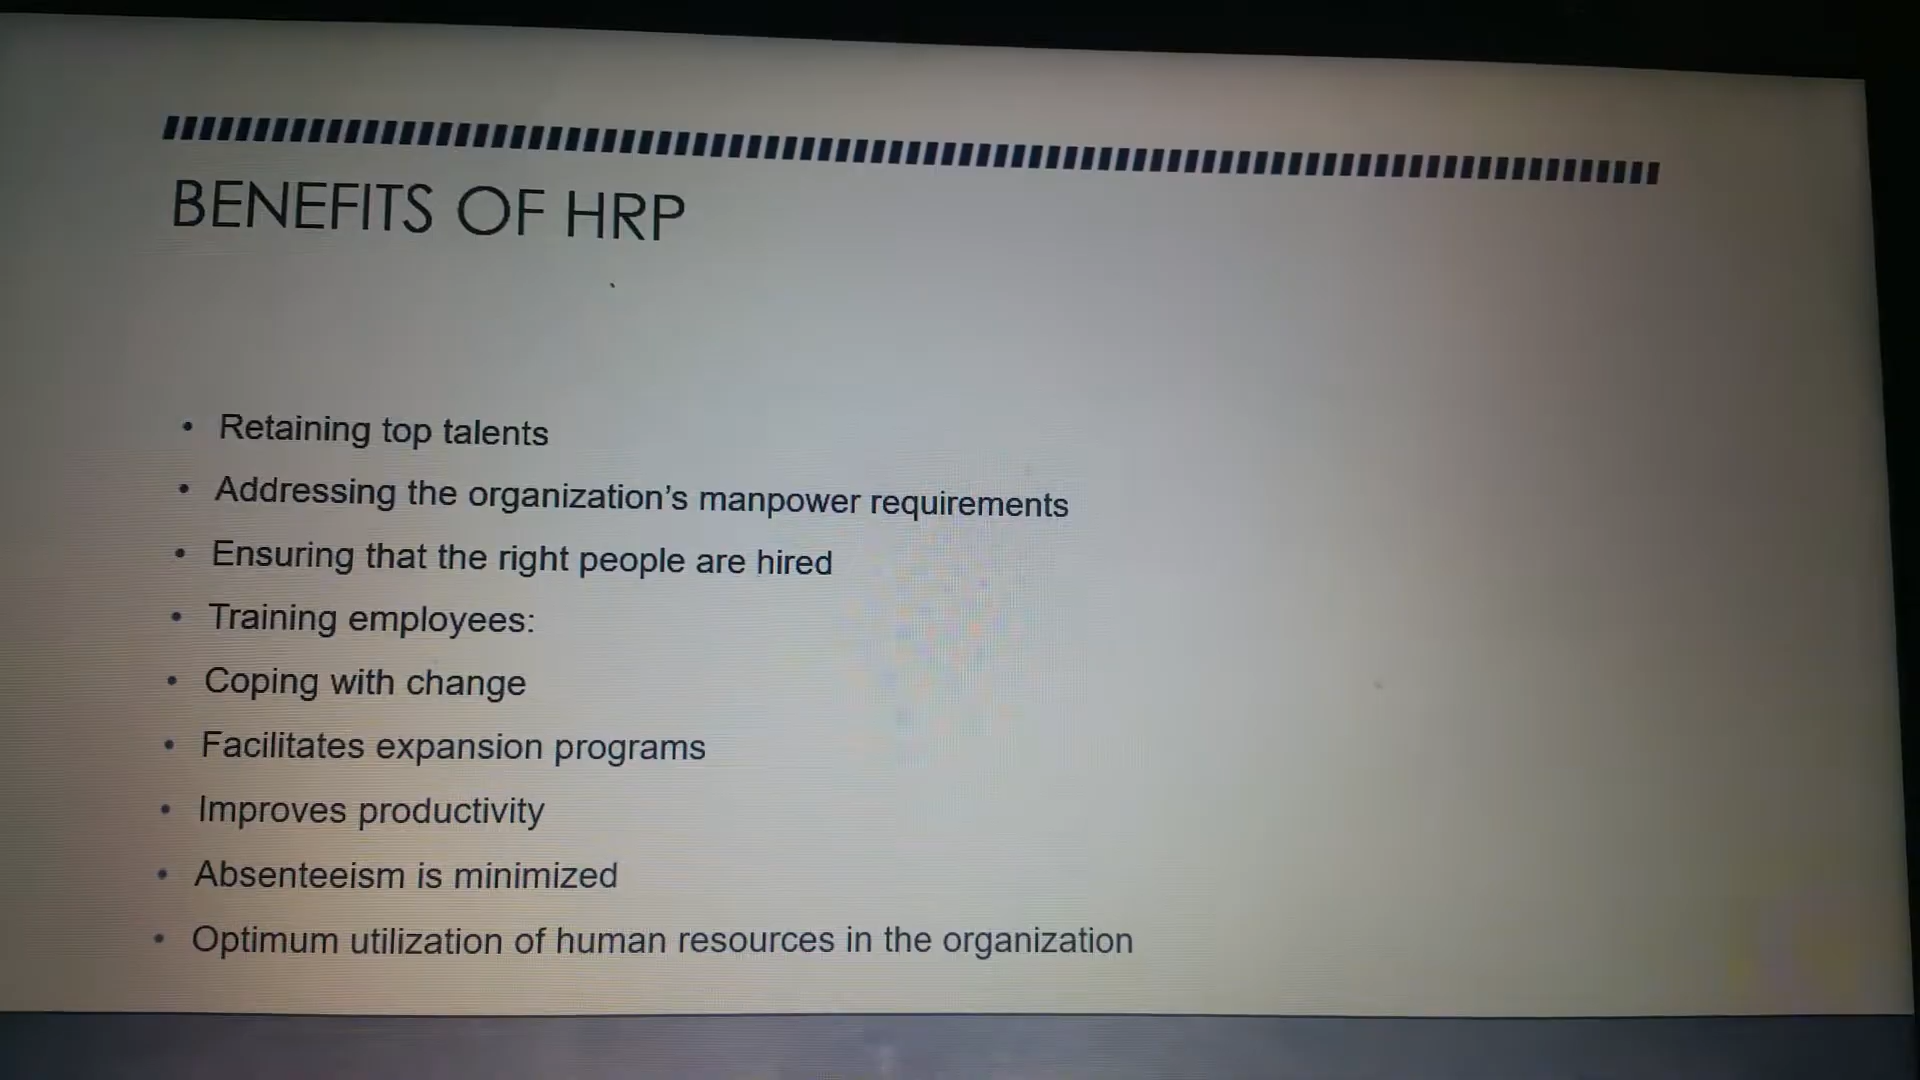 BENEFITS OF HRP
• Retaining top talents
• Addressing the organization’s manpower requirements
• Ensuring that the right people are hired
• Training employees:
• Coping with change
• Facilitates expansion programs
• Improves productivity
• Absenteeism is minimized
• Optimum utilization of human resources in the organization